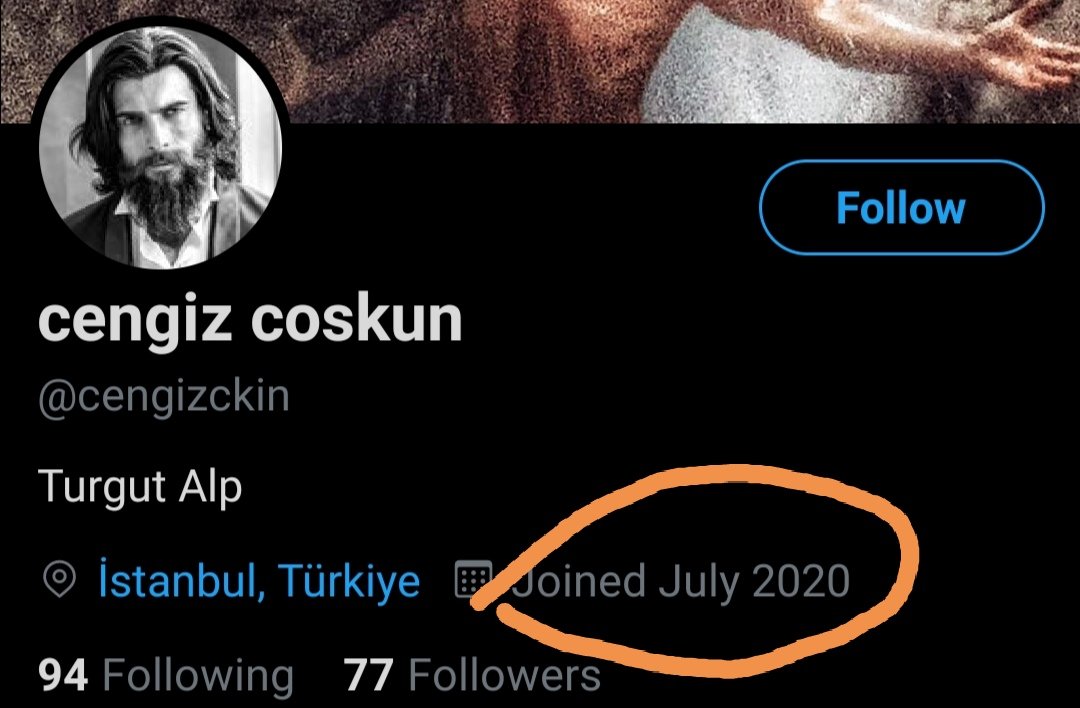 Follow
cengiz coskun
@cengizckin
Turgut Alp
İstanbul, Türkiye Joined July 2020
94 Following 77 Followers